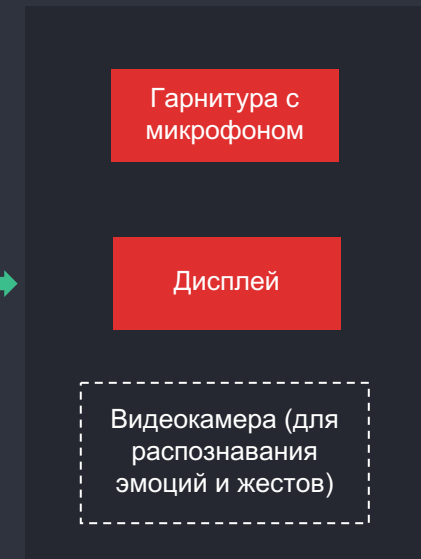 Гарнитура с
микрофоном
Дисплей
Видеокамера (для
распознавания
эмоций и жестов)